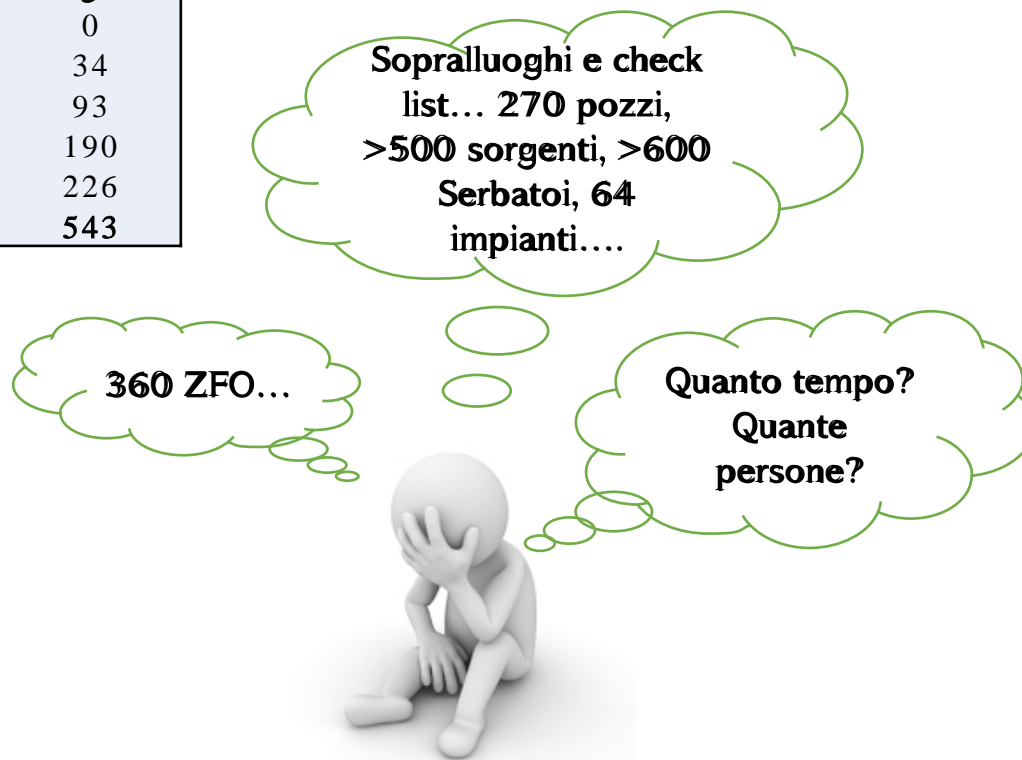 0
34
93
190
226
543
Sopralluoghi e check
list… 270 pozzi,
>500 sorgenti, >600
Serbatoi, 64
impianti….
360 ZFO…
Quanto tempo?
Quante
persone?